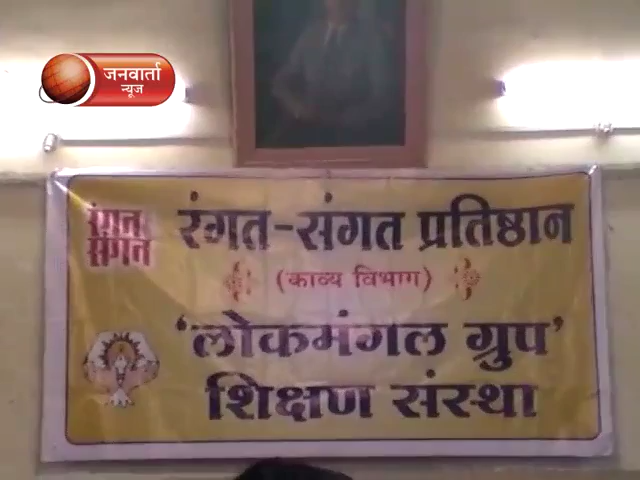 जनवार्ता
न्यूज
रंगत
संगत
रंगत-संगत प्रतिष्ठान
(काव्य विभाग)
'लोकमंगल ग्रुप'
शिक्षण संस्था